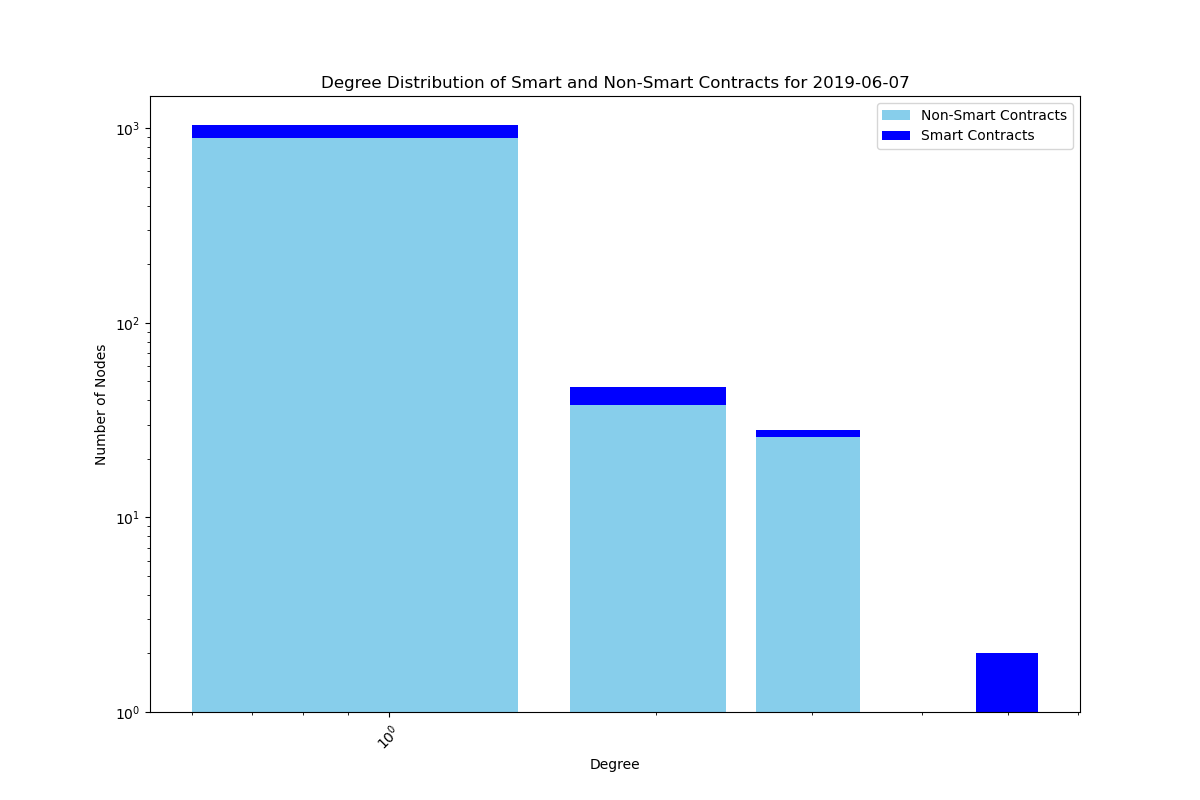 Degree Distribution of Smart and Non-Smart Contracts for 2019-06-07
Non-Smart Contracts
Smart Contracts
10³
10²
10¹
10⁰
Number of Nodes
10⁰
Degree